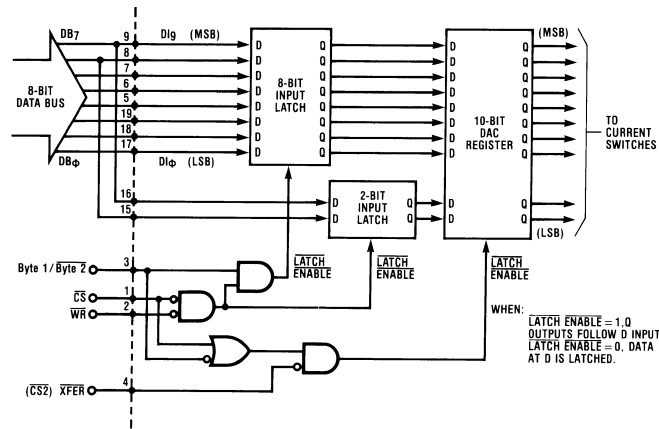 DB7 9 DI9 (MSB)
8
7
6
5
19
18
17
DBΦ DIΦ (LSB)
8-BIT
DATA BUS
D Q
D Q
D Q
D Q
D Q
D Q
D Q
D Q
8-BIT
INPUT
LATCH
D Q
D Q
D Q
D Q
D Q
D Q
D Q
D Q
10-BIT
DAC
REGISTER
(MSB)
TO
CURRENT
SWITCHES
16
15
D Q
D Q
2-BIT
INPUT
LATCH
D Q
D Q
(LSB)
LATCH
ENABLE
LATCH
ENABLE
LATCH
ENABLE
Byte 1/Byte 2 3
CS 1
WR 2
(CS2) XFER 4
WHEN:
LATCH ENABLE = 1, Q
OUTPUTS FOLLOW D INPUT
LATCH ENABLE = 0, DATA
AT D IS LATCHED.